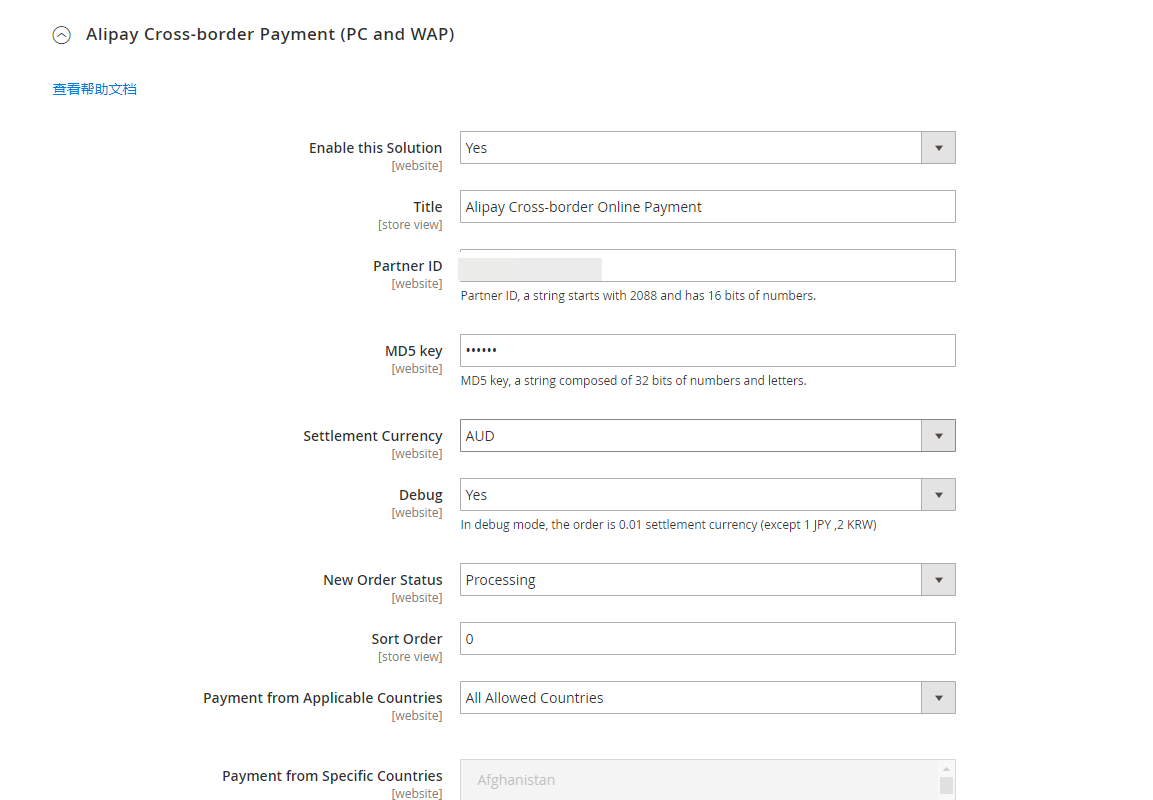 Alipay Cross-border Payment (PC and WAP)
查看帮助文档
Enable this Solution
[website]
Yes
Title
[store view]
Alipay Cross-border Online Payment
Partner ID
[website]
Partner ID, a string starts with 2088 and has 16 bits of numbers.
MD5 key
[website]
••••••
MD5 key, a string composed of 32 bits of numbers and letters.
Settlement Currency
[website]
AUD
Debug
[website]
Yes
In debug mode, the order is 0.01 settlement currency (except 1 JPY ,2 KRW)
New Order Status
[website]
Processing
Sort Order
[store view]
0
Payment from Applicable Countries
[website]
All Allowed Countries
Payment from Specific Countries
[website]
Afghanistan